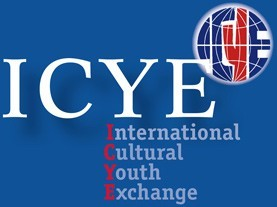 ICYE
ICYE
International
Cultural
Youth
Exchange